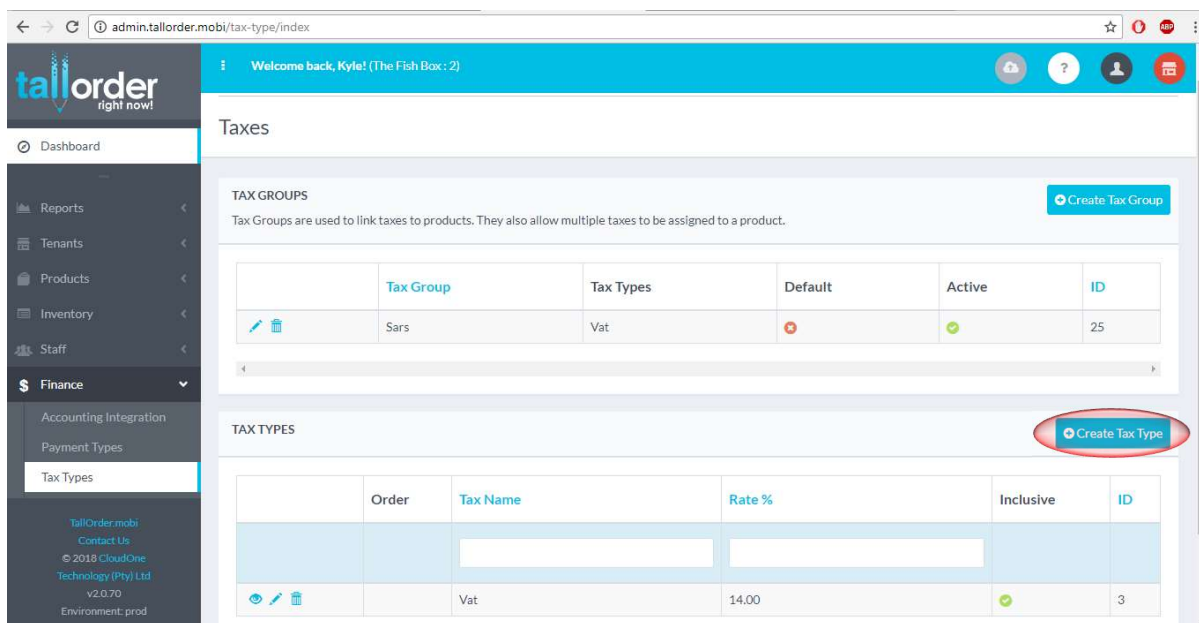 admin.tallorder.mobi/tax-type/index
ABP
tallorder
right now!
Welcome back, Kyle! (The Fish Box : 2)
?
Dashboard
Reports
Tenants
Products
Inventory
Staff
$ Finance
Accounting Integration
Payment Types
Tax Types
TallOrder.mobi
Contact Us
© 2018 CloudOne
Technology (Pty) Ltd
v2.0.70
Environment: prod
Taxes
TAX GROUPS
Create Tax Group
Tax Groups are used to link taxes to products. They also allow multiple taxes to be assigned to a product.
Tax Group Tax Types Default Active ID
Sars Vat 25
TAX TYPES
Create Tax Type
Order Tax Name Rate % Inclusive ID
Vat 14.00 3